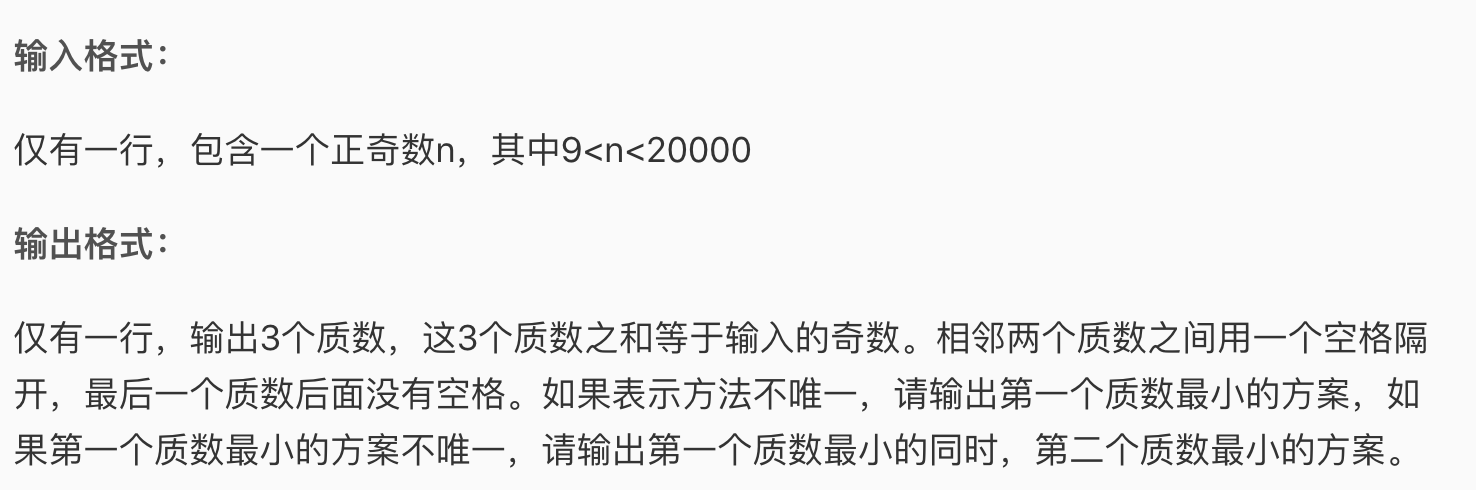 输入格式：
仅有一行，包含一个正奇数n，其中9<n<20000
输出格式：
仅有一行，输出3个质数，这3个质数之和等于输入的奇数。相邻两个质数之间用一个空格隔
开，最后一个质数后面没有空格。如果表示方法不唯一，请输出第一个质数最小的方案，如
果第一个质数最小的方案不唯一，请输出第一个质数最小的同时，第二个质数最小的方案。